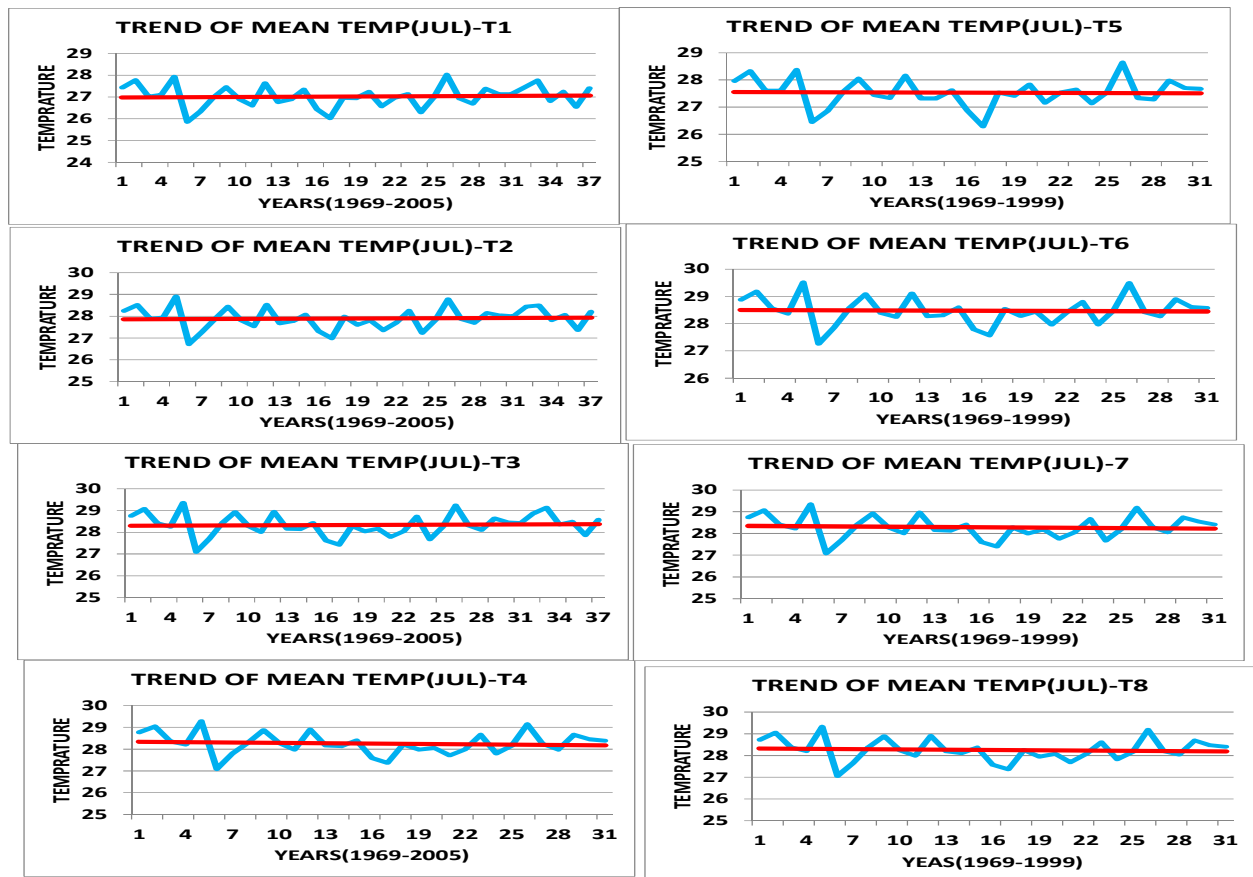 TREND OF MEAN TEMP(JUL)-T1
TEMPRATURE
29
28
27
26
25
24
1 4 7 10 13 16 19 22 25 28 31 34 37
YEARS(1969-2005)
TREND OF MEAN TEMP(JUL)-T5
TEMPRATURE
29
28
27
26
25
1 4 7 10 13 16 19 22 25 28 31
YEARS(1969-1999)
TREND OF MEAN TEMP(JUL)-T2
TEMPRATURE
30
29
28
27
26
25
1 4 7 10 13 16 19 22 25 28 31 34 37
YEARS(1969-2005)
TREND OF MEAN TEMP(JUL)-T6
TEMPRATURE
30
29
28
27
26
1 4 7 10 13 16 19 22 25 28 31
YEARS(1969-1999)
TREND OF MEAN TEMP(JUL)-T3
TEMPRATURE
30
29
28
27
26
25
1 4 7 10 13 16 19 22 25 28 31 34 37
YEARS(1969-2005)
TREND OF MEAN TEMP(JUL)-7
TEMPRATURE
30
29
28
27
26
25
1 4 7 10 13 16 19 22 25 28 31
YEARS(1969-1999)
TREND OF MEAN TEMP(JUL)-T4
TEMPRATURE
30
29
28
27
26
25
1 4 7 10 13 16 19 22 25 28 31
YEARS(1969-2005)
TREND OF MEAN TEMP(JUL)-T8
TEMPRATURE
30
29
28
27
26
25
1 4 7 10 13 16 19 22 25 28 31
YEAS(1969-1999)